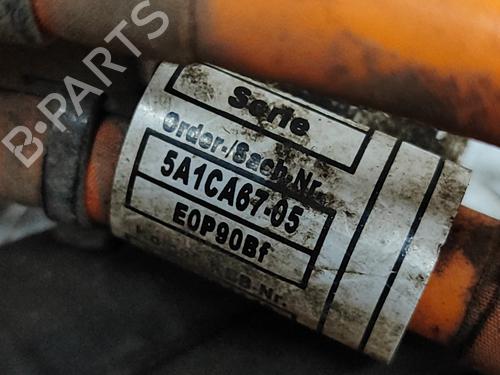 B-PARTS
Serie
Order-/Sach.Nr.
5A1CA67-05
E0P90Bf